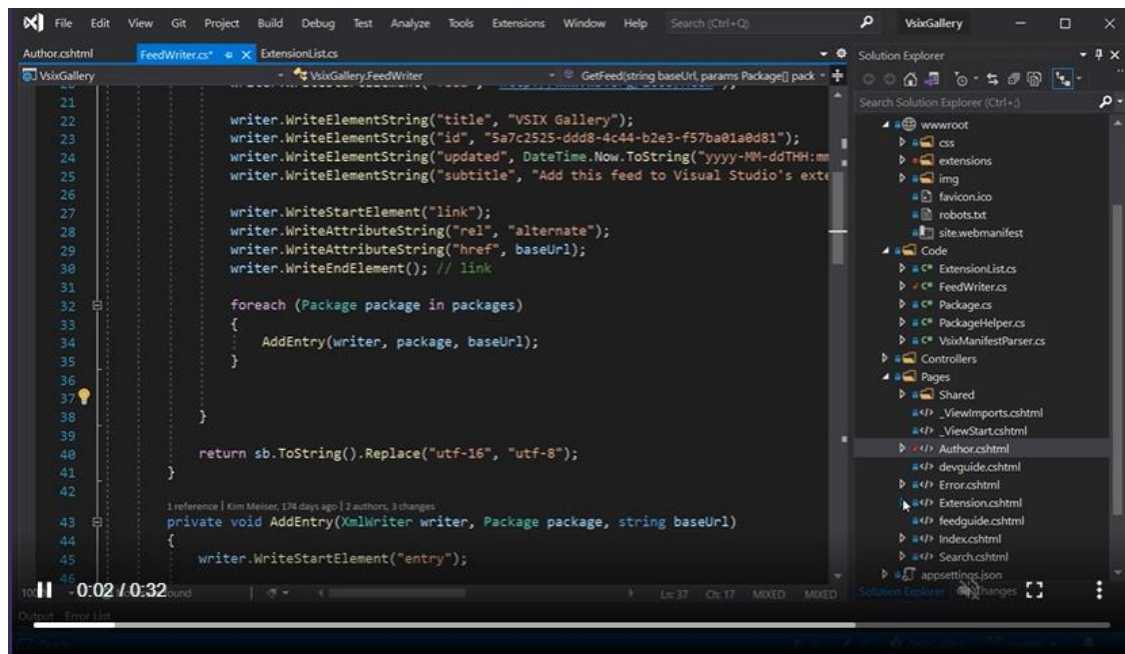 File Edit View Git Project Build Debug Test Analyze Tools Extensions Window Help Search (Ctrl+Q) VsixGallery
Author.cshtml FeedWriter.cs* ExtensionList.cs
VsixGallery VsixGallery.FeedWriter GetFeed(string baseUrl, params Package[] pack
21
22 writer.WriteElementString("title", "VSIX Gallery");
23 writer.WriteElementString("id", "5a7c2525-ddd8-4c44-b2e3-f57ba01a0d81");
24 writer.WriteElementString("updated", DateTime.Now.ToString("yyyy-MM-ddTHH:mm
25 writer.WriteElementString("subtitle", "Add this feed to Visual Studio's exte
26
27 writer.WriteStartElement("link");
28 writer.WriteAttributeString("rel", "alternate");
29 writer.WriteAttributeString("href", baseUrl);
30 writer.WriteEndElement(); // link
31
32 foreach (Package package in packages)
33 {
34 AddEntry(writer, package, baseUrl);
35 }
36
37
38 }
39
40 return sb.ToString().Replace("utf-16", "utf-8");
41 }
42
1 reference | Kim Meiser, 174 days ago | 2 authors, 3 changes
43 private void AddEntry(XmlWriter writer, Package package, string baseUrl)
44 {
45 writer.WriteStartElement("entry");
46
0:02 / 0:32 Ln: 37 Ch: 17 MIXED MIXED
Output Error List
Solution Explorer
Search Solution Explorer (Ctrl+;)
wwwroot
css
extensions
img
favicon.ico
robots.txt
site.webmanifest
Code
ExtensionList.cs
FeedWriter.cs
Package.cs
PackageHelper.cs
VsixManifestParser.cs
Controllers
Pages
Shared
_ViewImports.cshtml
_ViewStart.cshtml
Author.cshtml
devguide.cshtml
Error.cshtml
Extension.cshtml
feedguide.cshtml
Index.cshtml
Search.cshtml
appsettings.json
Solution Explorer